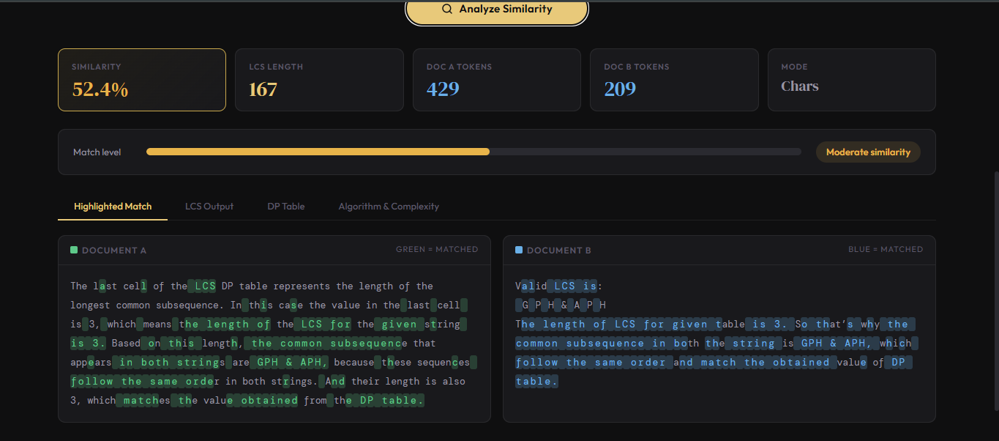 Analyze Similarity
SIMILARITY
52.4%
LCS LENGTH
167
DOC A TOKENS
429
DOC B TOKENS
209
MODE
Chars
Match level
Moderate similarity
Highlighted Match
LCS Output
DP Table
Algorithm & Complexity
DOCUMENT A
GREEN = MATCHED
The last cell of the LCS DP table represents the length of the
longest common subsequence. In this case the value in the last cell
is 3, which means the length of the LCS for the given string
is 3. Based on this length, the common subsequence that
appears in both strings are GPH & APH, because these sequences
follow the same order in both strings. And their length is also
3, which matches the value obtained from the DP table.
DOCUMENT B
BLUE = MATCHED
Valid LCS is:
G P H & A P H
The length of LCS for given table is 3. So that's why the
common subsequence in both the string is GPH & APH, which
follow the same order and match the obtained value of DP
table.